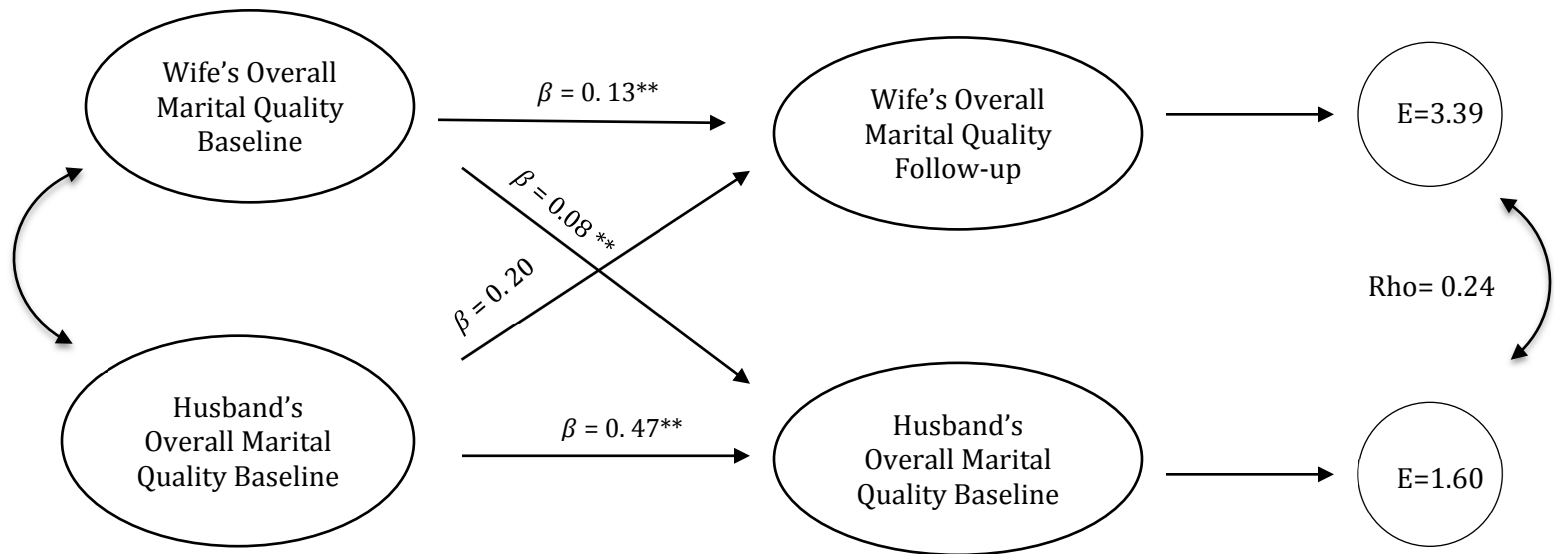 Wife’s Overall
Marital Quality
Baseline
β = 0. 13**
Wife’s Overall
Marital Quality
Follow-up
E=3.39
β = 0.08 **
β = 0. 20
Rho= 0.24
Husband’s
Overall Marital
Quality Baseline
β = 0. 47**
Husband’s
Overall Marital
Quality Baseline
E=1.60